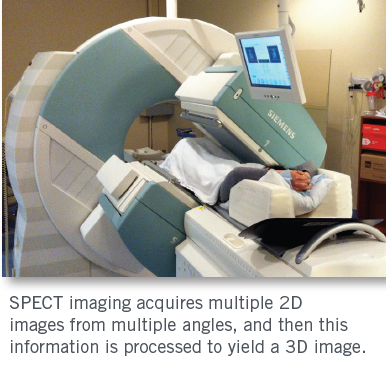 SIEMENS
SPECT imaging acquires multiple 2D
images from multiple angles, and then this
information is processed to yield a 3D image.